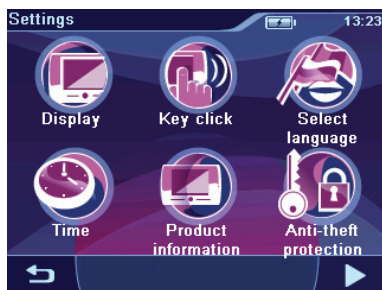 Settings
13:23
Display
Key click
Select
language
Time
Product
information
Anti-theft
protection